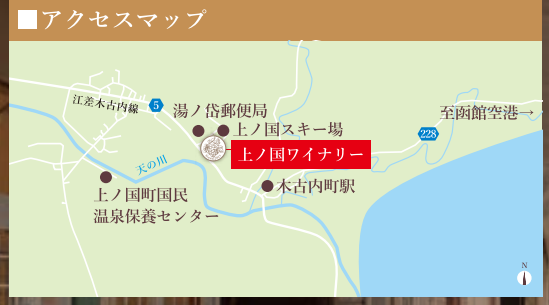 ■アクセスマップ
江差木古内線
5
湯ノ岱郵便局
上ノ国スキー場
至函館空港→
228
上ノ国ワイナリー
天の川
木古内町駅
上ノ国町国民
温泉保養センター
N